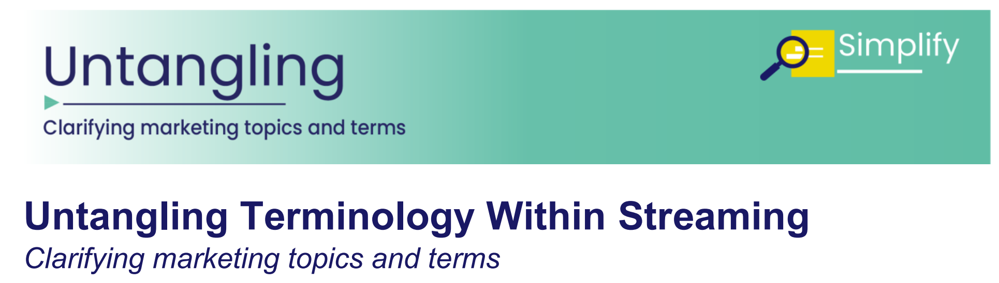 Untangling
Simplify
Clarifying marketing topics and terms
Untangling Terminology Within Streaming
Clarifying marketing topics and terms